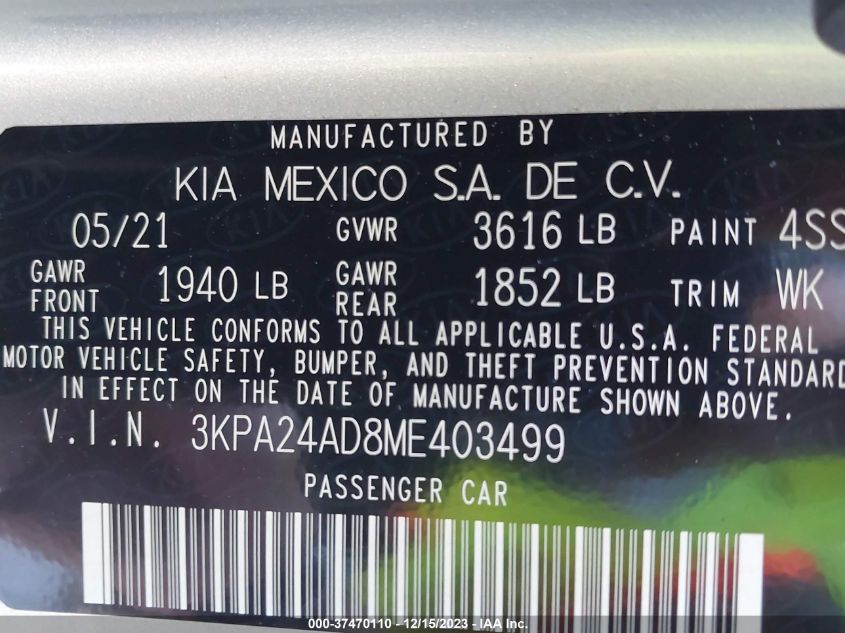 MANUFACTURED BY
KIA MEXICO S.A. DE C.V.
05/21 GVWR 3616 LB PAINT 4SS
GAWR FRONT 1940 LB GAWR REAR 1852 LB TRIM WK
THIS VEHICLE CONFORMS TO ALL APPLICABLE U.S.A. FEDERAL
MOTOR VEHICLE SAFETY, BUMPER, AND THEFT PREVENTION STANDARD
IN EFFECT ON THE DATE OF MANUFACTURE SHOWN ABOVE.
V.I.N. 3KPA24AD8ME403499
PASSENGER CAR
000-37470110 - 12/15/2023 - IAA Inc.